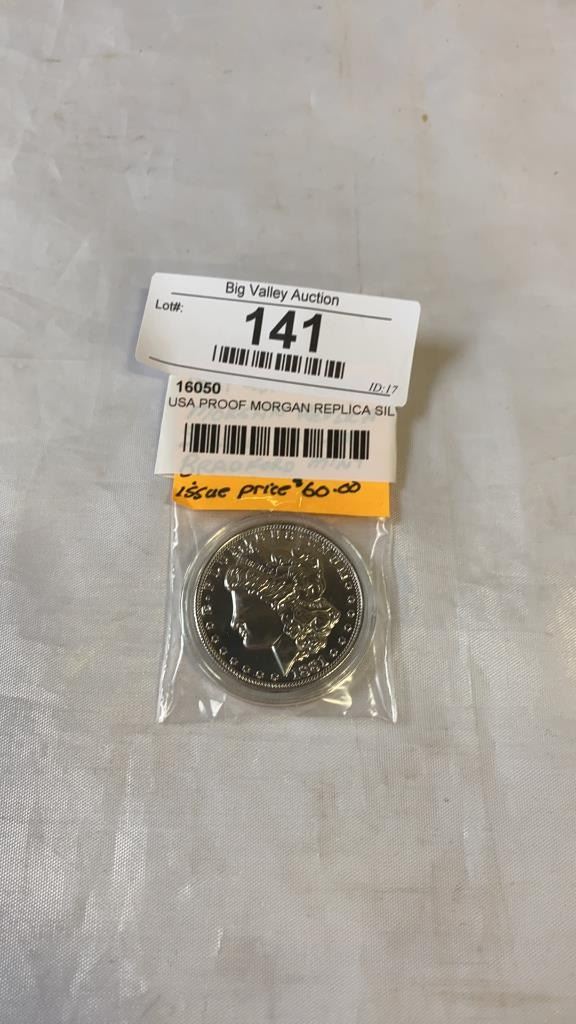 Big Valley Auction
Lot#:
141
ID:17
16050
USA PROOF MORGAN REPLICA SIL
BRADFORD MINT
issue price $60.00
1881